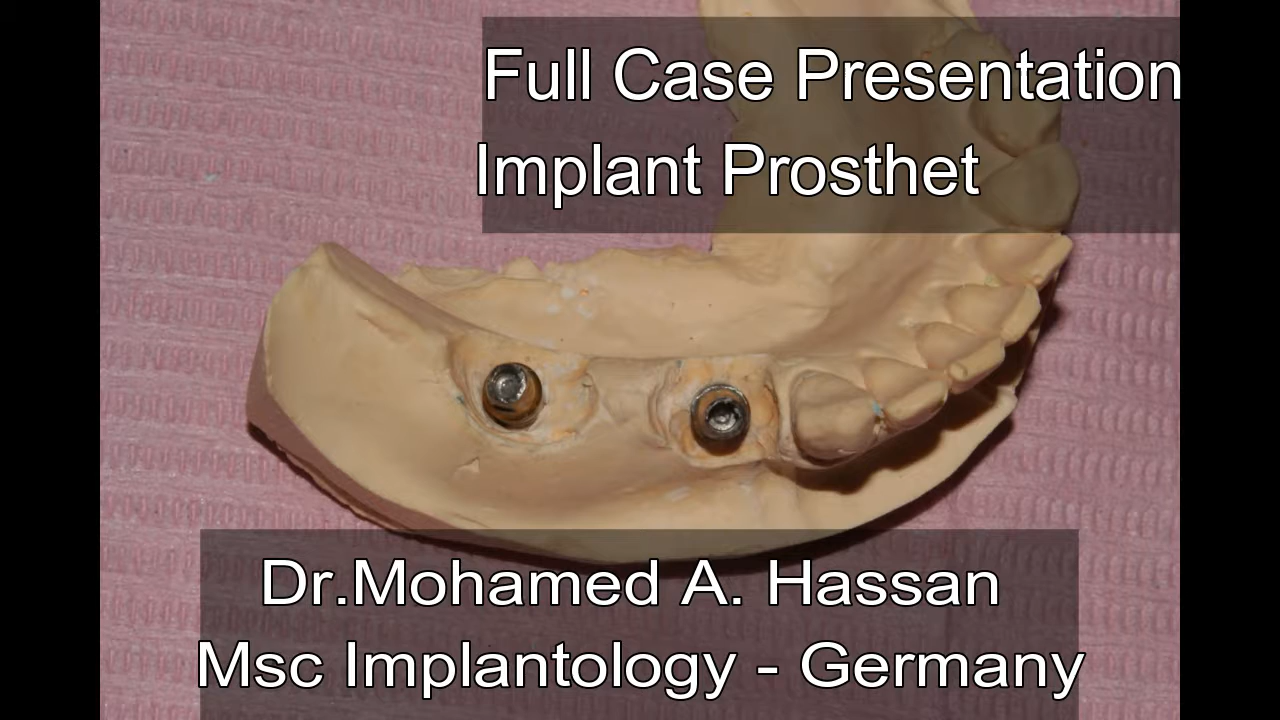 Full Case Presentation
Implant Prosthet
Dr.Mohamed A. Hassan
Msc Implantology - Germany